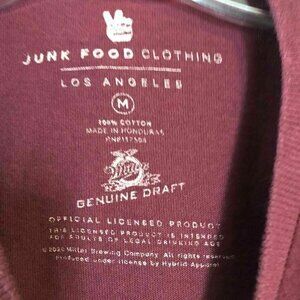 JUNK FOOD CLOTHING
LOS ANGELES
M
100% COTTON
MADE IN HONDURAS
Miller
GENUINE DRAFT
OFFICIAL LICENSED PRODUCT
THIS LICENSED PRODUCT IS INTENDED
FOR ADULTS OF LEGAL DRINKING AGE
Miller Brewing Company. All rights reserved.
Produced under license by Hybrid Apparel